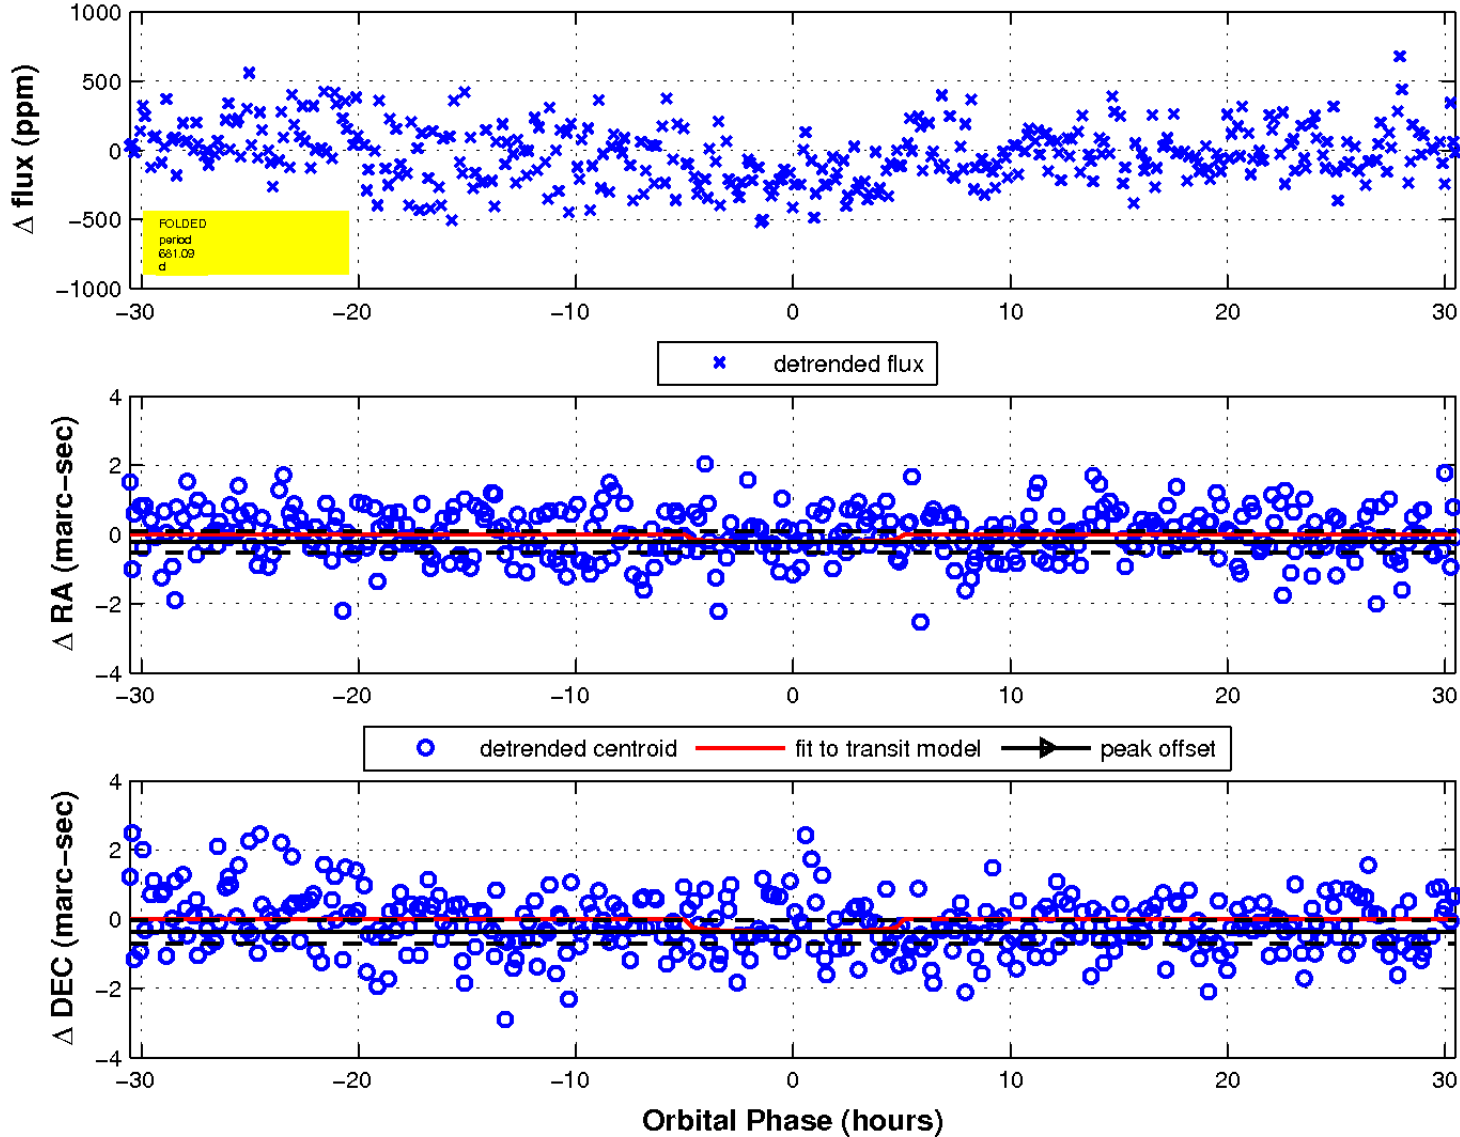 1000
500
0
−500
−1000
Δ flux (ppm)
FOLDED
period
681.09
d
−30 −20 −10 0 10 20 30
detrended flux
4
2
0
−2
−4
Δ RA (marc−sec)
−30 −20 −10 0 10 20 30
detrended centroid fit to transit model peak offset
4
2
0
−2
−4
Δ DEC (marc−sec)
−30 −20 −10 0 10 20 30
Orbital Phase (hours)